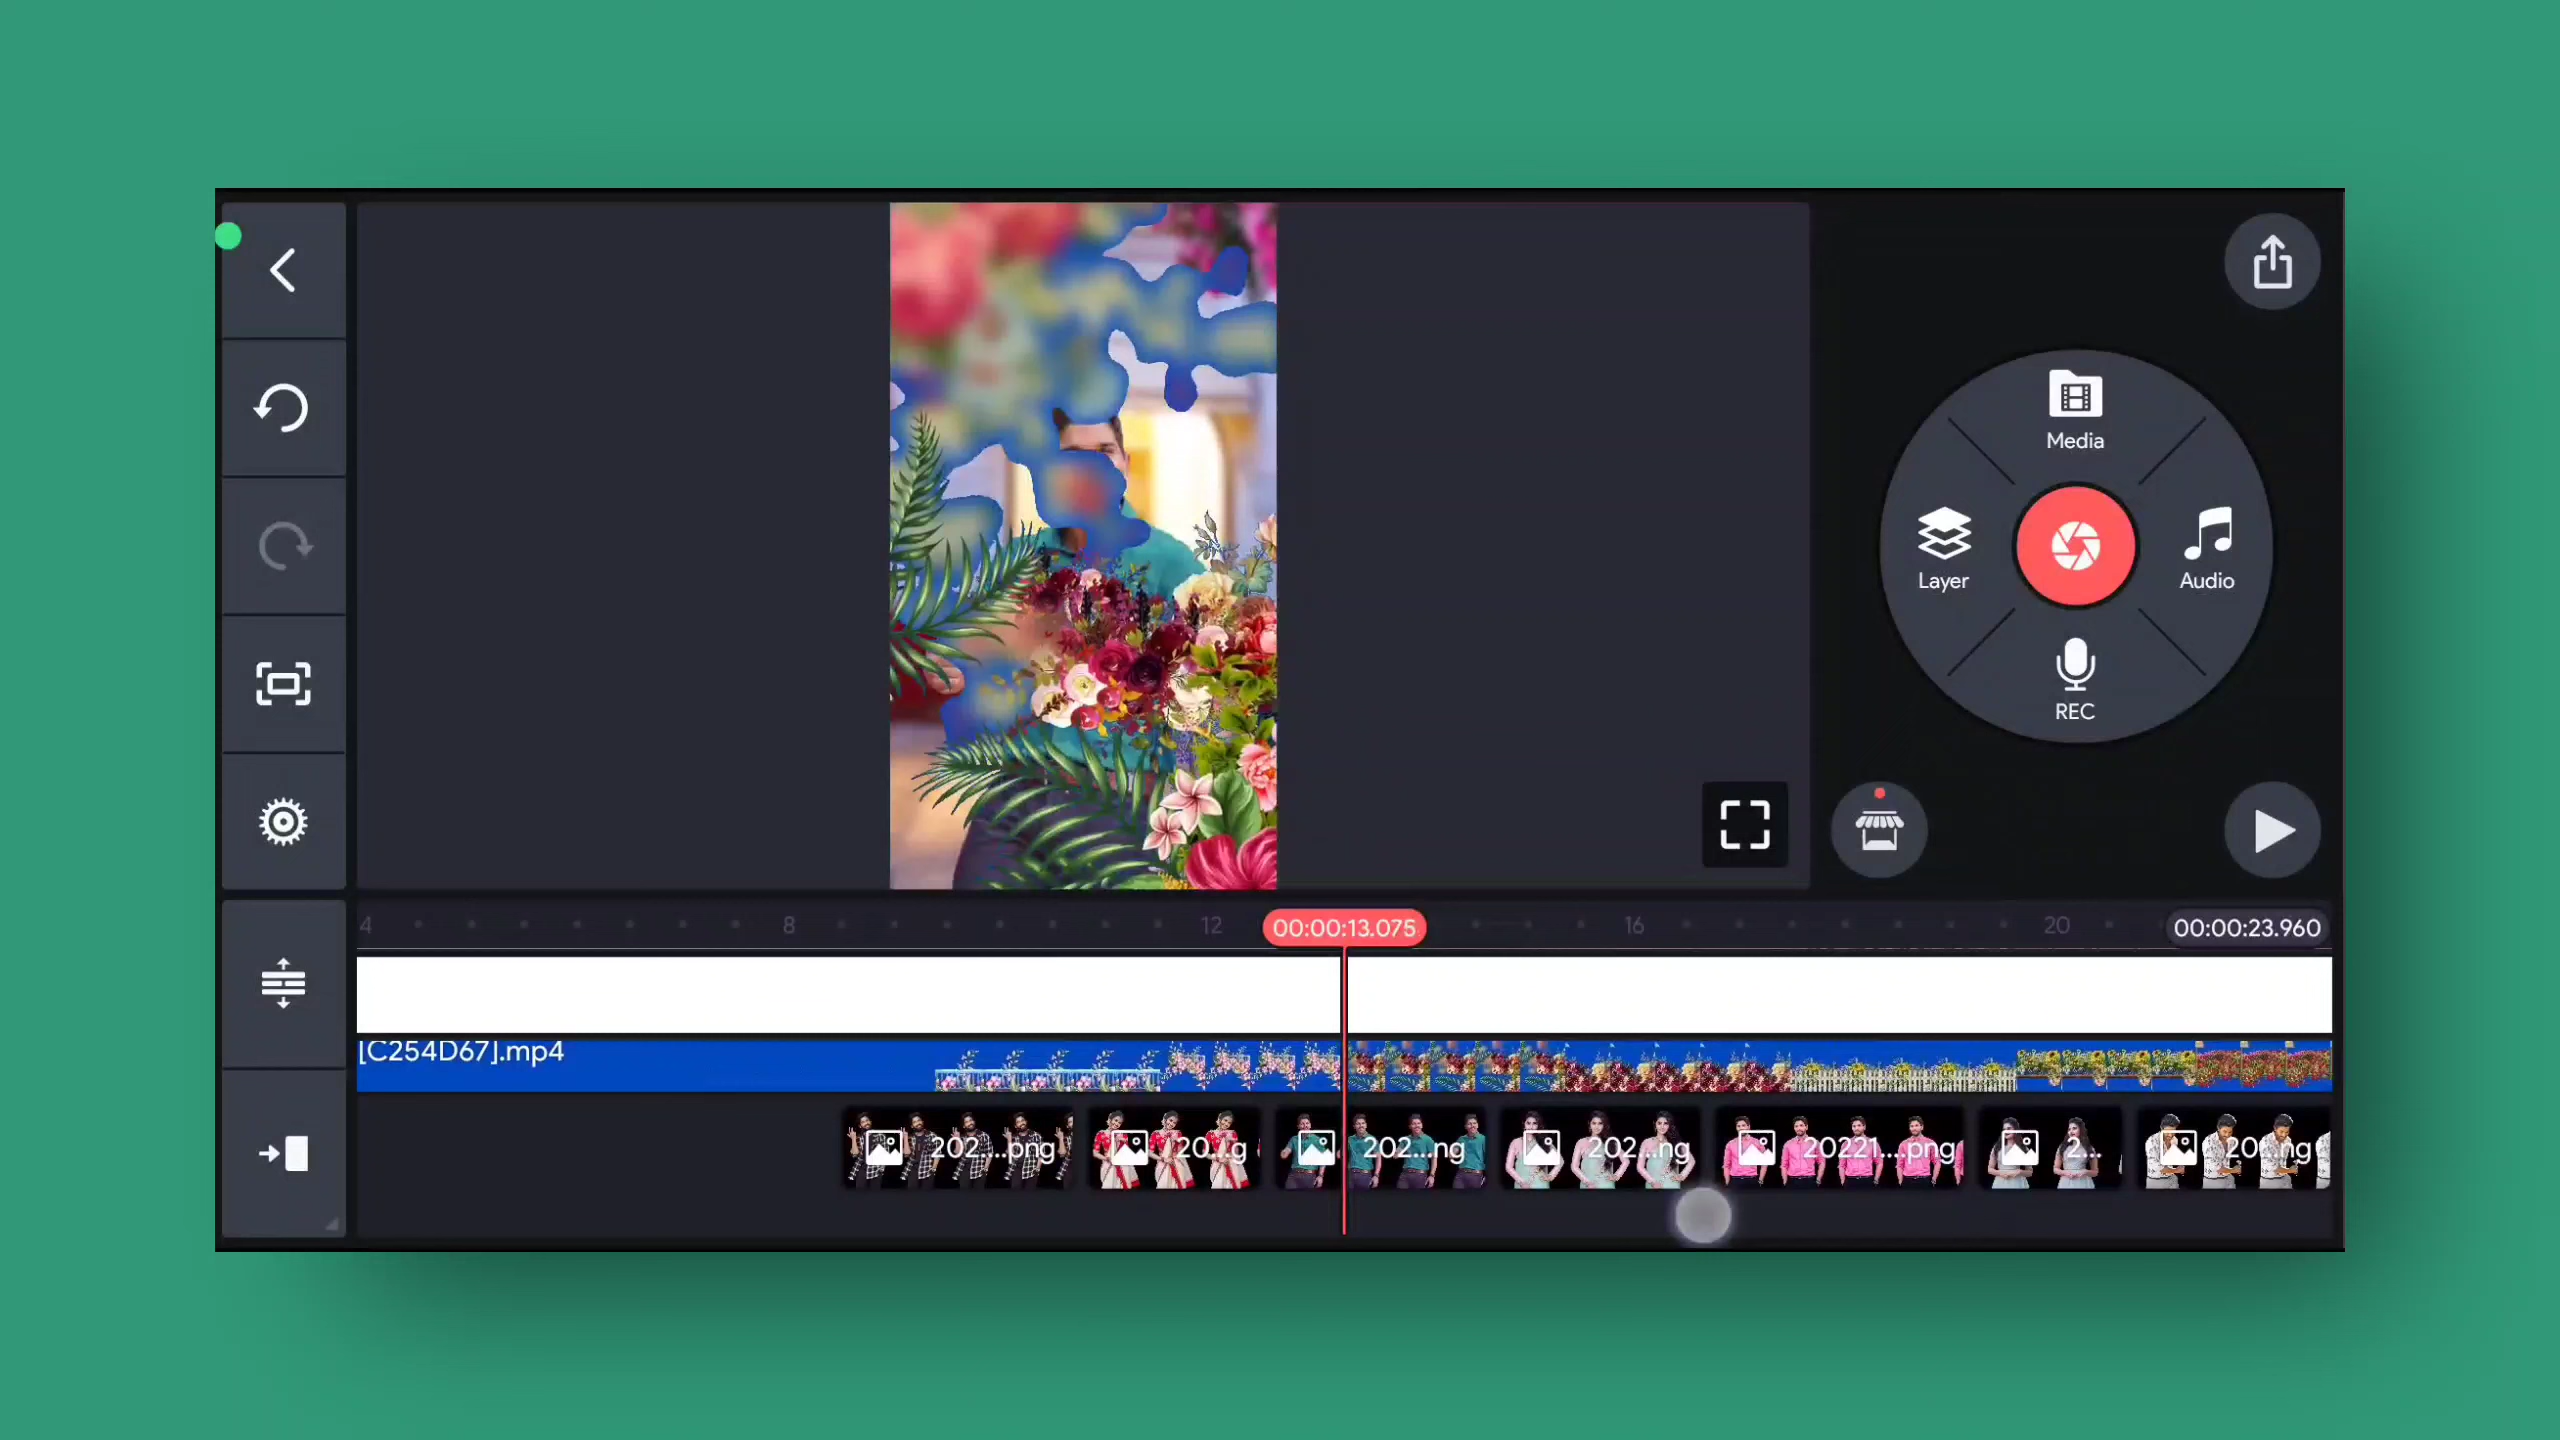 Media
Layer
Audio
REC
4 8 12 00:00:13.075 16 20 00:00:23.960
[C254D67].mp4
202...png 20...g 202...ng 202...ng 20221....png 2... 20...ng